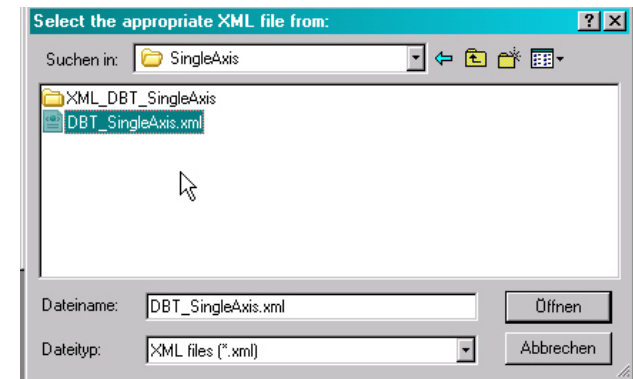 Select the appropriate XML file from:
Suchen in: SingleAxis
XML_DBT_SingleAxis
DBT_SingleAxis.xml
Dateiname: DBT_SingleAxis.xml Öffnen
Dateityp: XML files (*.xml) Abbrechen